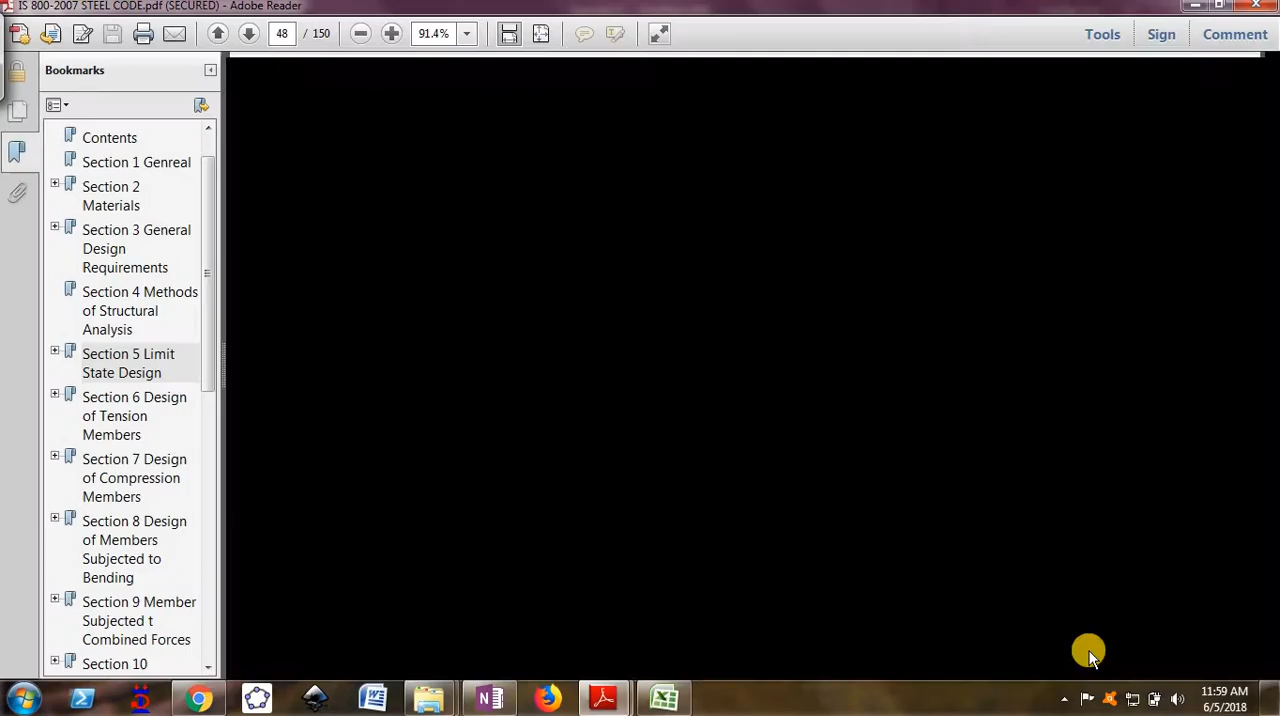 IS 800-2007 STEEL CODE.pdf (SECURED) - Adobe Reader
48 / 150 91.4% Tools Sign Comment
Bookmarks
Contents
Section 1 Genreal
Section 2
Materials
Section 3 General
Design
Requirements
Section 4 Methods
of Structural
Analysis
Section 5 Limit
State Design
Section 6 Design
of Tension
Members
Section 7 Design
of Compression
Members
Section 8 Design
of Members
Subjected to
Bending
Section 9 Member
Subjected t
Combined Forces
Section 10
11:59 AM
6/5/2018